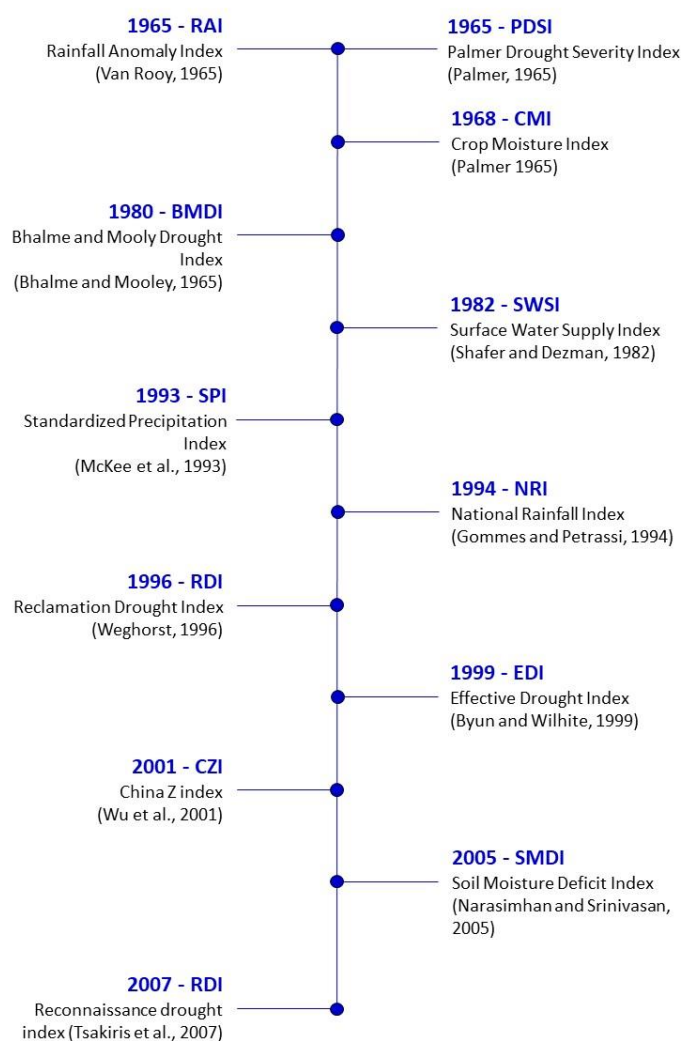 1965 - RAI
Rainfall Anomaly Index
(Van Rooy, 1965)
1965 - PDSI
Palmer Drought Severity Index
(Palmer, 1965)
1968 - CMI
Crop Moisture Index
(Palmer 1965)
1980 - BMDI
Bhalme and Mooly Drought
Index
(Bhalme and Mooley, 1965)
1982 - SWSI
Surface Water Supply Index
(Shafer and Dezman, 1982)
1993 - SPI
Standardized Precipitation
Index
(McKee et al., 1993)
1994 - NRI
National Rainfall Index
(Gommes and Petrassi, 1994)
1996 - RDI
Reclamation Drought Index
(Weghorst, 1996)
1999 - EDI
Effective Drought Index
(Byun and Wilhite, 1999)
2001 - CZI
China Z index
(Wu et al., 2001)
2005 - SMDI
Soil Moisture Deficit Index
(Narasimhan and Srinivasan,
2005)
2007 - RDI
Reconnaissance drought
index (Tsakiris et al., 2007)